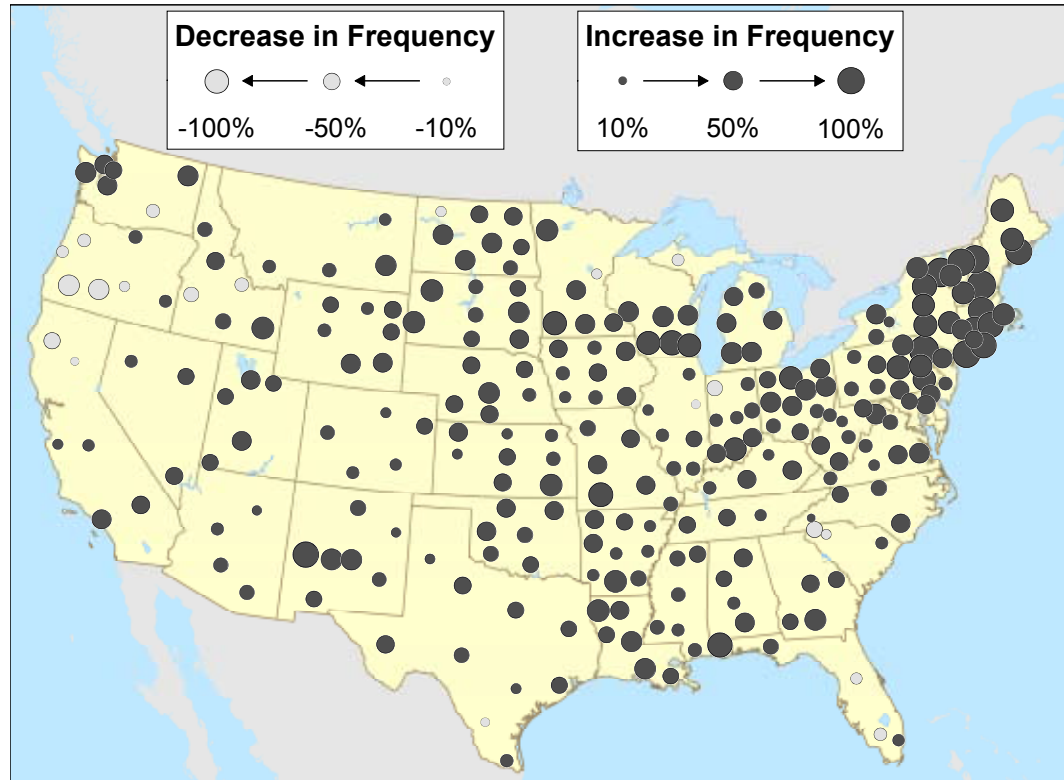 Decrease in Frequency
-100% -50% -10%
Increase in Frequency
10% 50% 100%